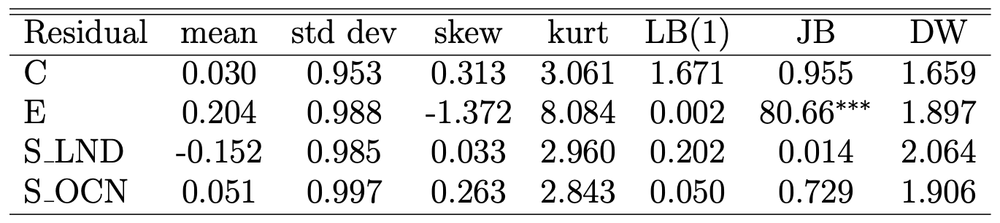 Residual mean std dev skew kurt LB(1) JB DW
C 0.030 0.953 0.313 3.061 1.671 0.955 1.659
E 0.204 0.988 -1.372 8.084 0.002 80.66*** 1.897
S_LND -0.152 0.985 0.033 2.960 0.202 0.014 2.064
S_OCN 0.051 0.997 0.263 2.843 0.050 0.729 1.906